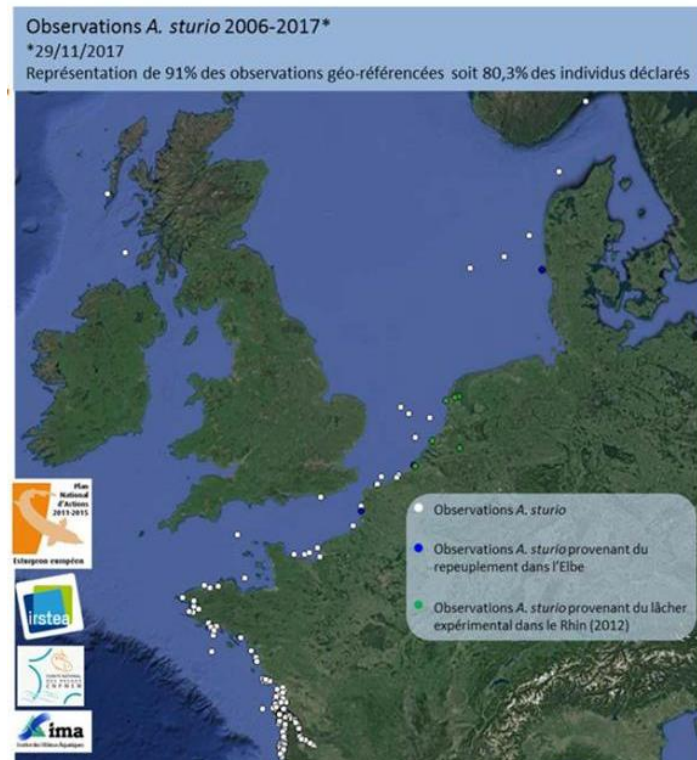 Observations A. sturio 2006-2017*
*29/11/2017
Représentation de 91% des observations géo-référencées soit 80,3% des individus déclarés
Plan
National
d'Actions
2011-2015
Esturgeon européen
irstea
ima
Observations A. sturio
Observations A. sturio provenant du
repeuplement dans l'Elbe
Observations A. sturio provenant du lâcher
expérimental dans le Rhin (2012)